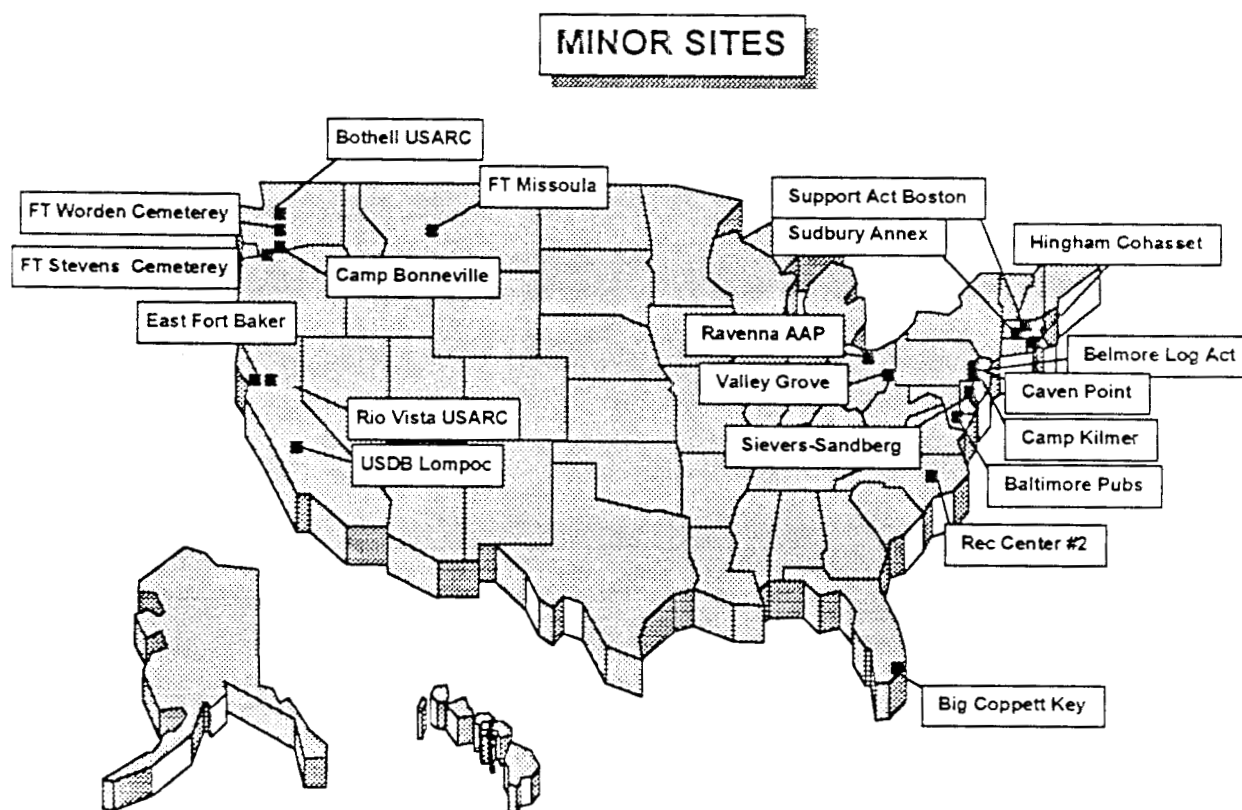 MINOR SITES
Bothell USARC
FT Missoula
FT Worden Cemeterey
Support Act Boston
Sudbury Annex
Hingham Cohasset
FT Stevens Cemeterey
Camp Bonneville
East Fort Baker
Ravenna AAP
Belmore Log Act
Valley Grove
Caven Point
Rio Vista USARC
Sievers-Sandberg
Camp Kilmer
USDB Lompoc
Baltimore Pubs
Rec Center #2
Big Coppett Key